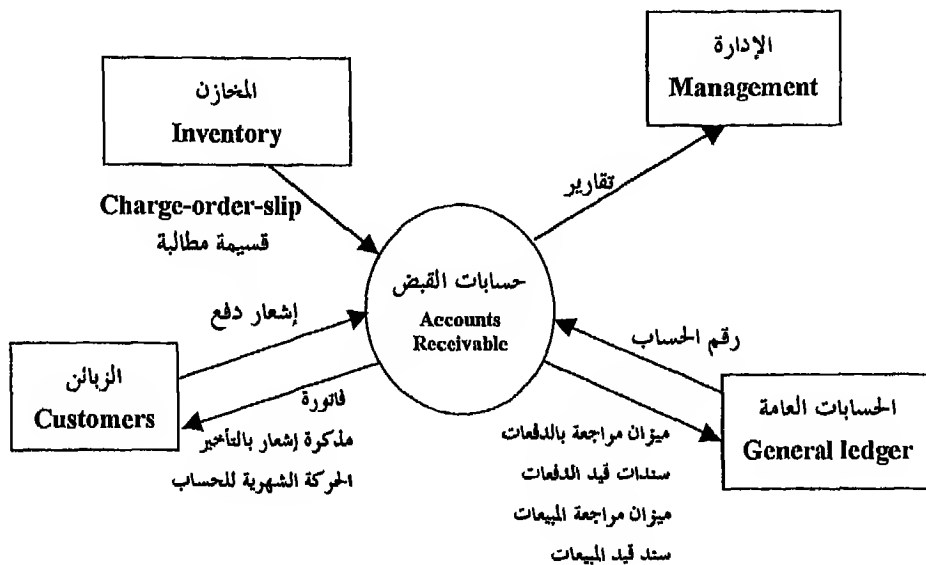 الإدارة
Management
المخازن
Inventory
تقارير
Charge-order-slip
قسيمة مطالبة
حسابات القبض
Accounts
Receivable
إشعار دفع
رقم الحساب
الزبائن
Customers
فاتورة
مذكرة إشعار بالتأخير
الحركة الشهرية للحساب
الحسابات العامة
General ledger
ميزان مراجعة بالدفعات
سندات قيد الدفعات
ميزان مراجعة المبيعات
سند قيد المبيعات